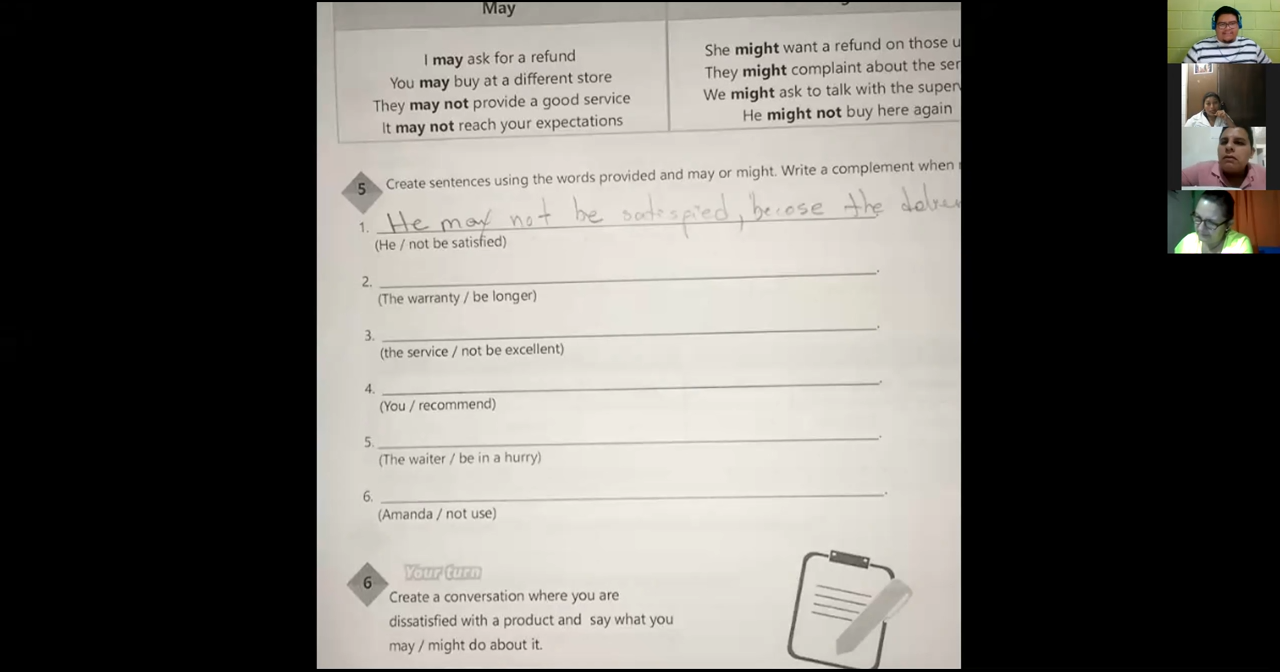 May
I may ask for a refund
You may buy at a different store
They may not provide a good service
It may not reach your expectations
She might want a refund on those u
They might complaint about the ser
We might ask to talk with the super
He might not buy here again
5 Create sentences using the words provided and may or might. Write a complement when
1. He may not be satispied, becose the
(He / not be satisfied)
2.
(The warranty / be longer)
3.
(the service / not be excellent)
4.
(You / recommend)
5.
(The waiter / be in a hurry)
6.
(Amanda / not use)
6 Your turn
Create a conversation where you are
dissatisfied with a product and say what you
may / might do about it.